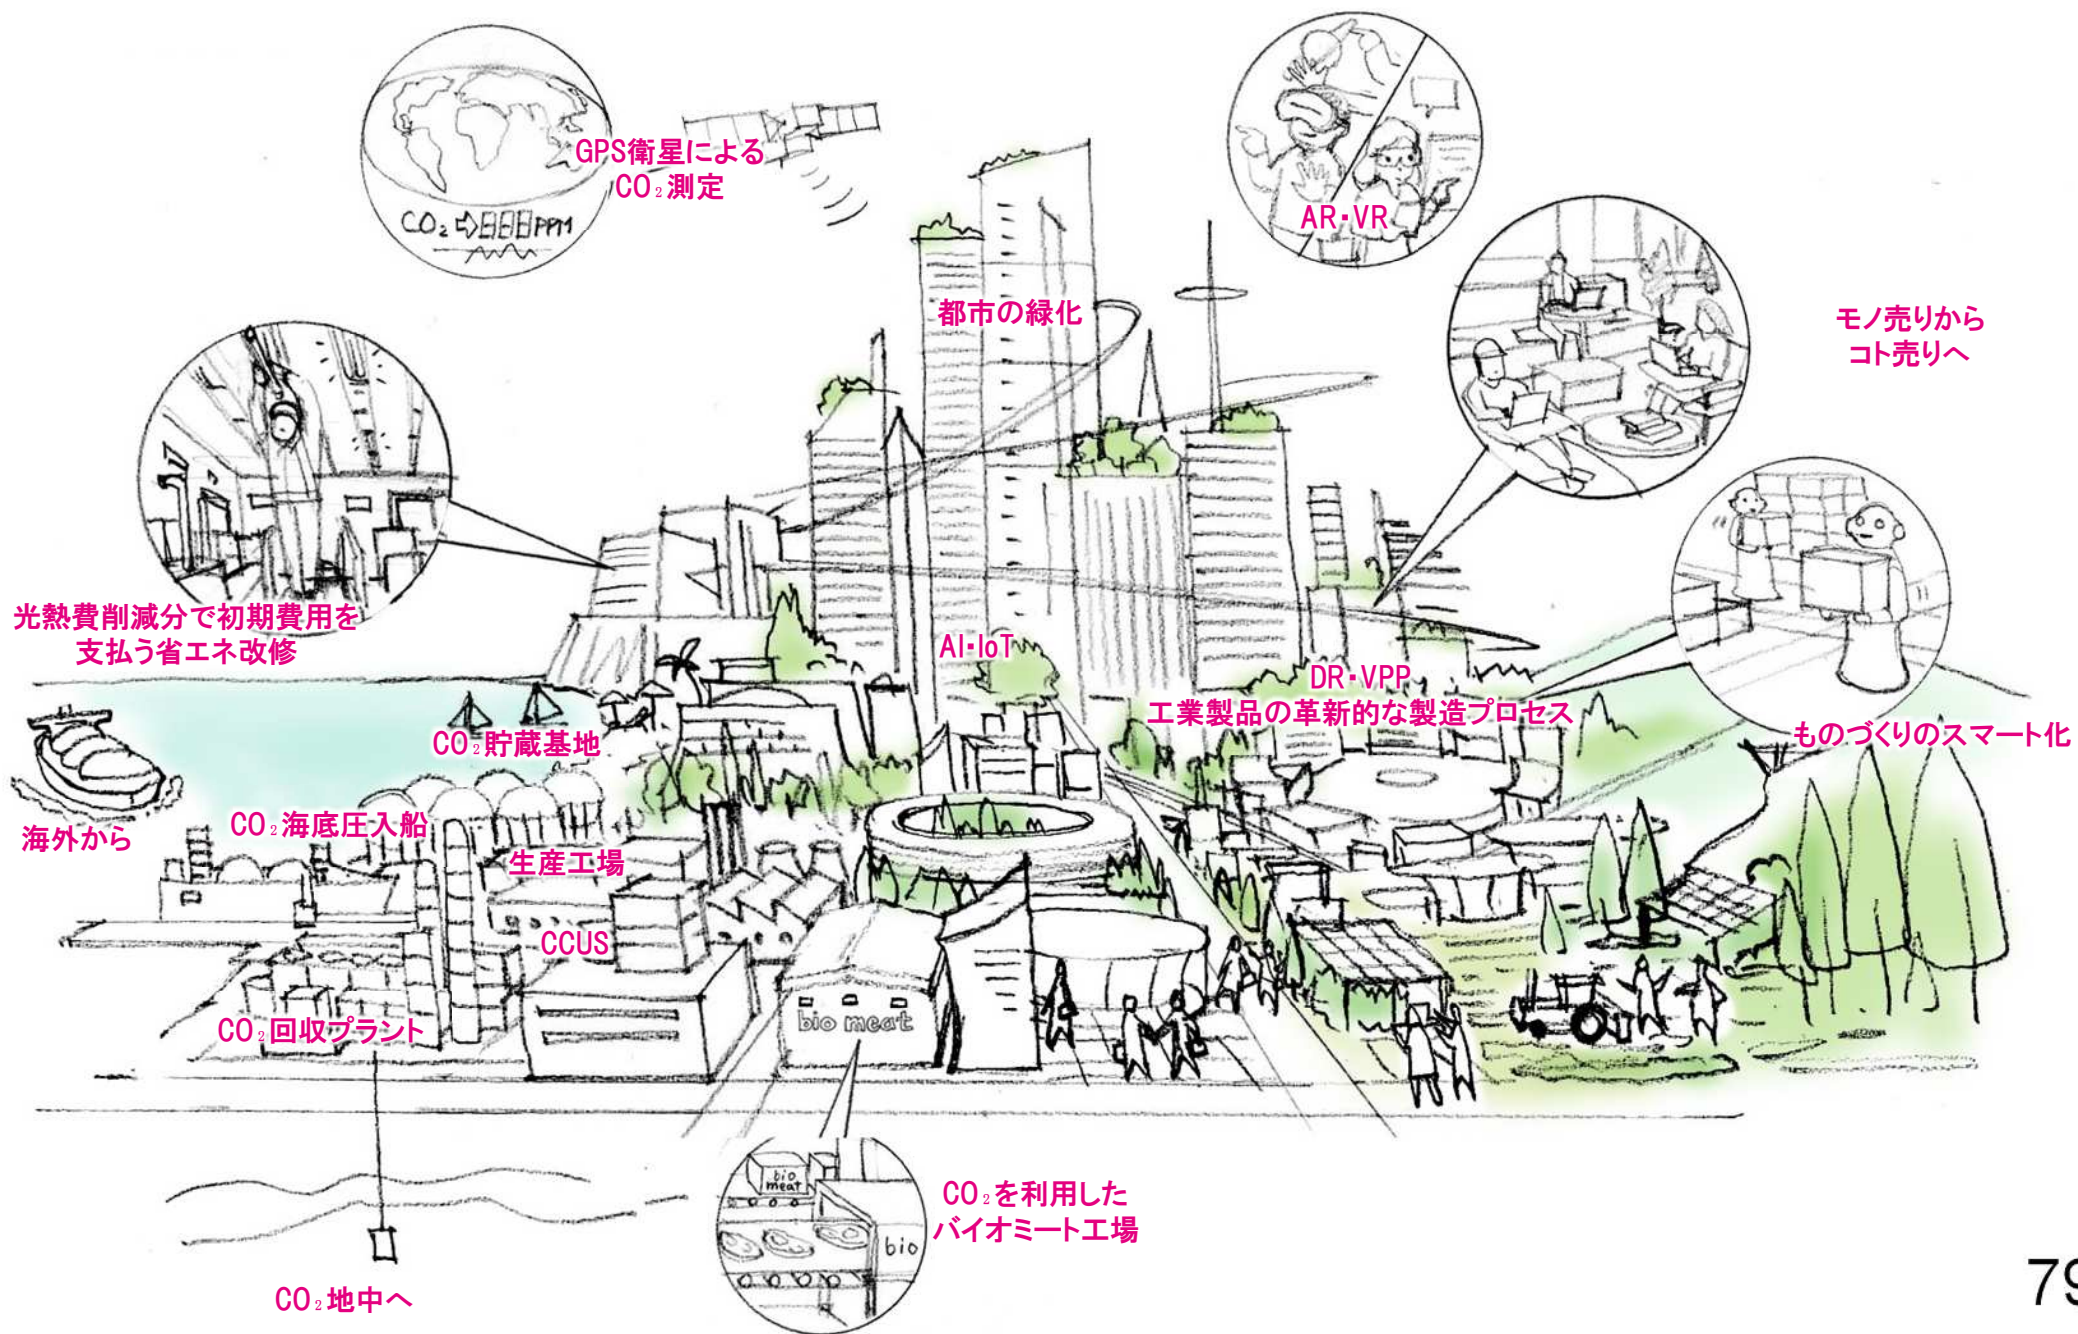 GPS衛星による
CO₂測定
CO₂⇨日日日PPM
AR・VR
都市の緑化
モノ売りから
コト売りへ
光熱費削減分で初期費用を
支払う省エネ改修
AI・IoT
DR・VPP
工業製品の革新的な製造プロセス
ものづくりのスマート化
CO₂貯蔵基地
海外から
CO₂海底圧入船
生産工場
CCUS
CO₂回収プラント
bio meat
bio
meat
bio
CO₂を利用した
バイオミート工場
CO₂地中へ
79